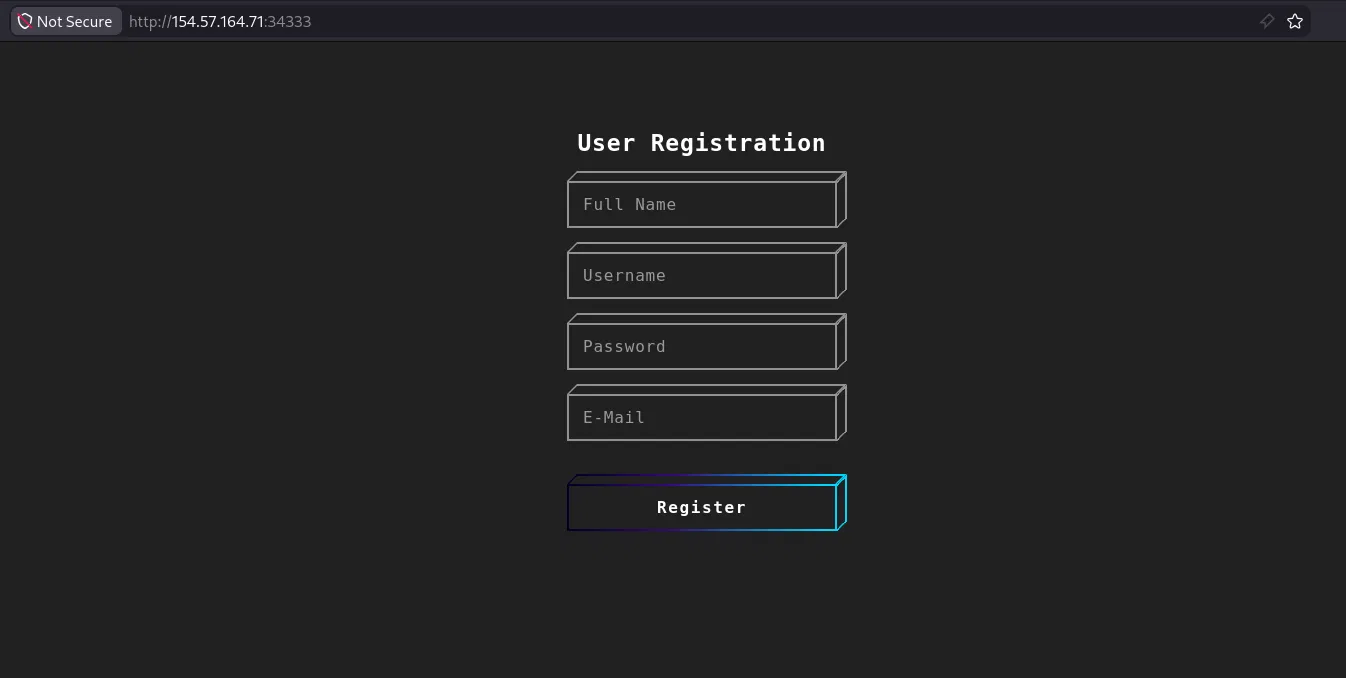 Not Secure http://154.57.164.71:34333
User Registration
Full Name
Username
Password
E-Mail
Register